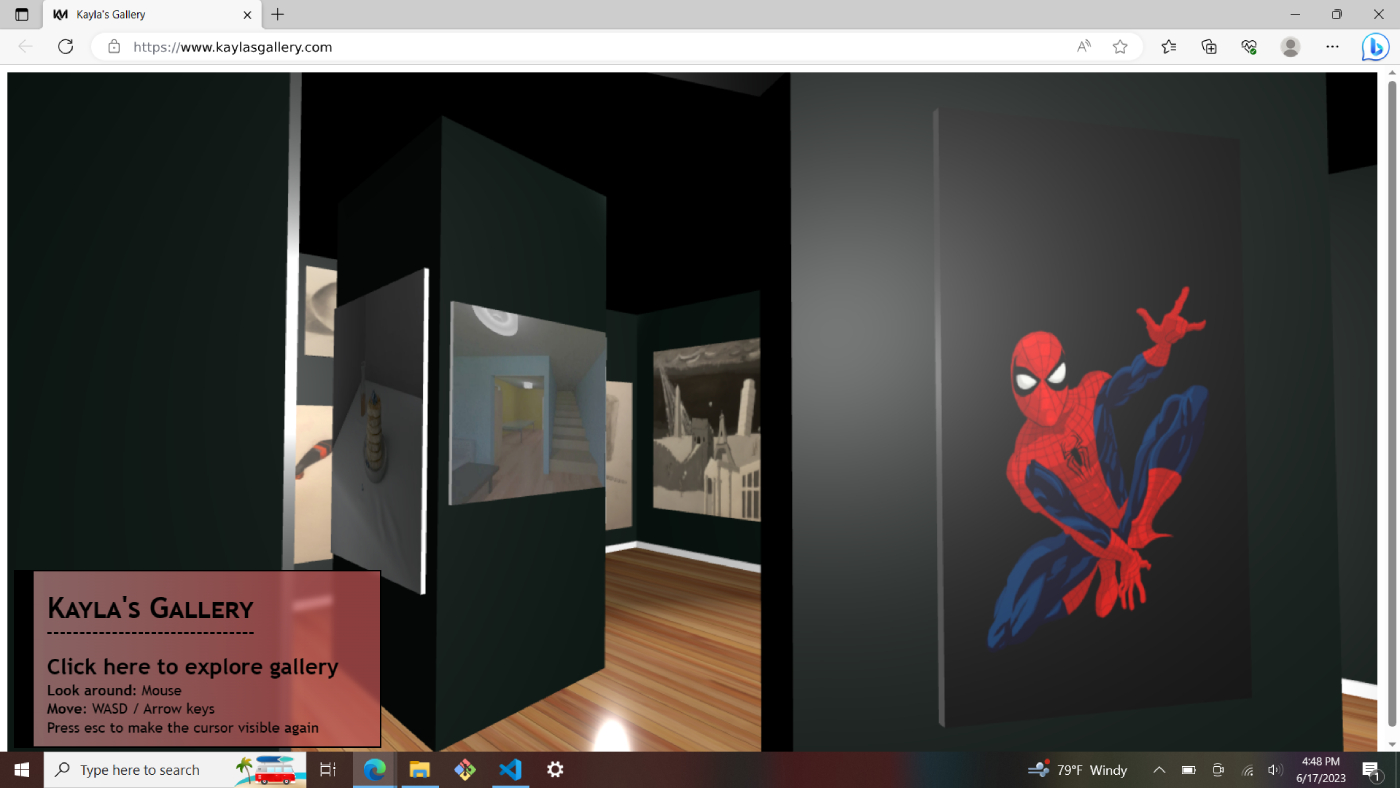 KM Kayla's Gallery
https://www.kaylasgallery.com
KAYLA'S GALLERY
Click here to explore gallery
Look around: Mouse
Move: WASD / Arrow keys
Press esc to make the cursor visible again
Type here to search
79°F Windy
4:48 PM
6/17/2023
1